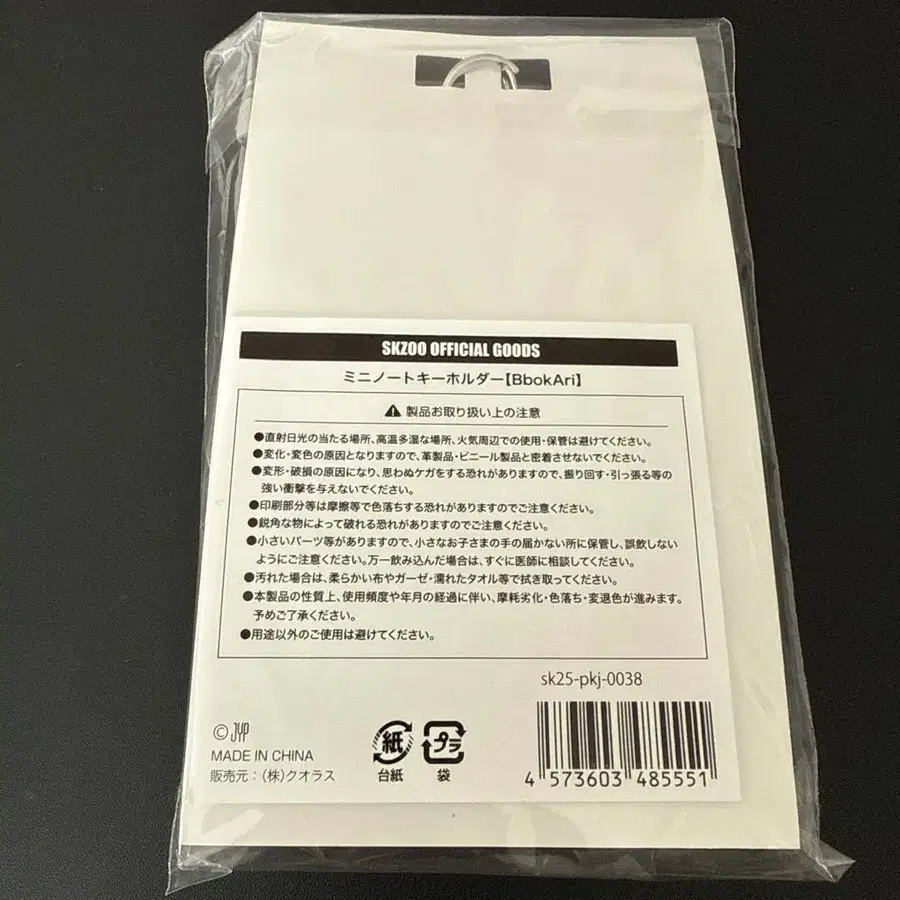 SKZOO OFFICIAL GOODS
ミニノートキーホルダー【BbokAri】
⚠ 製品お取り扱い上の注意
●直射日光の当たる場所、高温多湿な場所、火気周辺での使用・保管は避けてください。
●変化・変色の原因となりますので、革製品・ビニール製品と密着させないでください。
●変形・破損の原因になり、思わぬケガをする恐れがありますので、振り回す・引っ張る等の
強い衝撃を与えないでください。
●印刷部分等は摩擦等で色落ちする恐れがありますのでご注意ください。
●鋭角な物によって破れる恐れがありますのでご注意ください。
●小さいパーツ等がありますので、小さなお子さまの手の届かない所に保管し、誤飲しない
ようにご注意ください。万一飲み込んだ場合は、すぐに医師に相談してください。
●汚れた場合は、柔らかい布やガーゼ・濡れたタオル等で拭き取ってください。
●本製品の性質上、使用頻度や年月の経過に伴い、摩耗劣化・色落ち・変退色が進みます。
予めご了承ください。
●用途以外のご使用は避けてください。
sk25-pkj-0038
© JYP
MADE IN CHINA
販売元：（株）クオラス
紙
台紙
プラ
袋
4 573603 485551